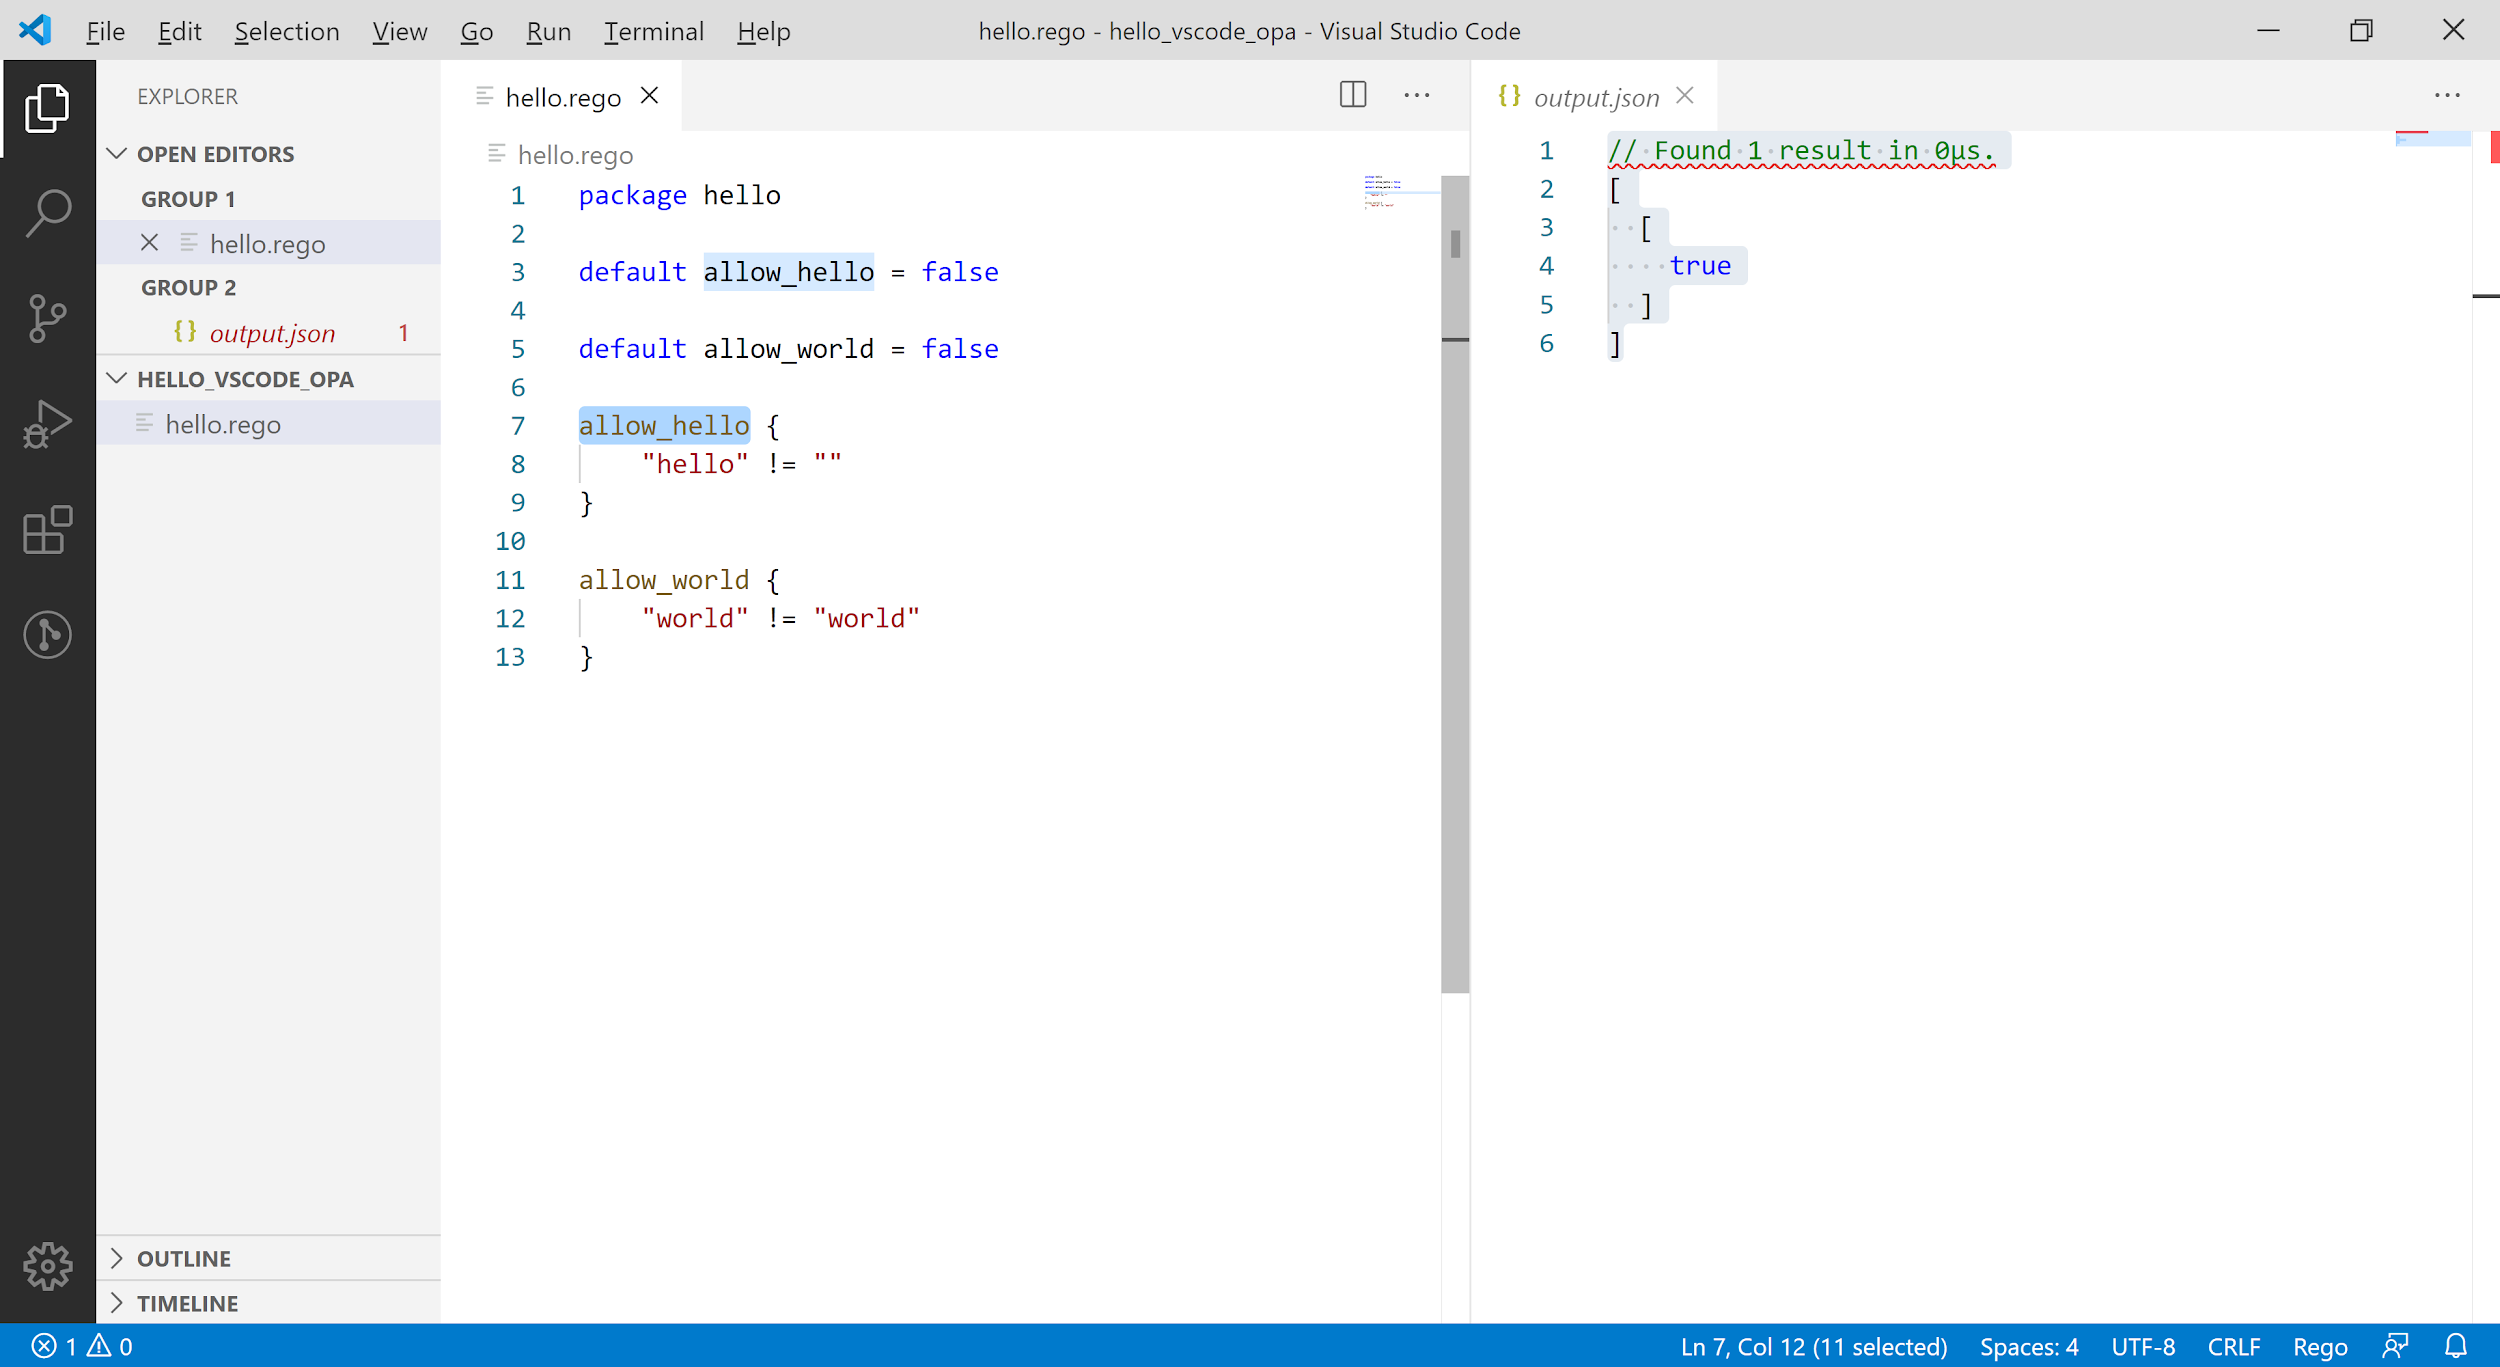 File Edit Selection View Go Run Terminal Help
hello.rego - hello_vscode_opa - Visual Studio Code
EXPLORER
OPEN EDITORS
GROUP 1
hello.rego
GROUP 2
output.json 1
HELLO_VSCODE_OPA
hello.rego
OUTLINE
TIMELINE
hello.rego
hello.rego
1 package hello
2
3 default allow_hello = false
4
5 default allow_world = false
6
7 allow_hello {
8 "hello" != ""
9 }
10
11 allow_world {
12 "world" != "world"
13 }
{} output.json
1 // Found 1 result in 0µs.
2 [
3 [
4 true
5 ]
6 ]
1 0
Ln 7, Col 12 (11 selected) Spaces: 4 UTF-8 CRLF Rego